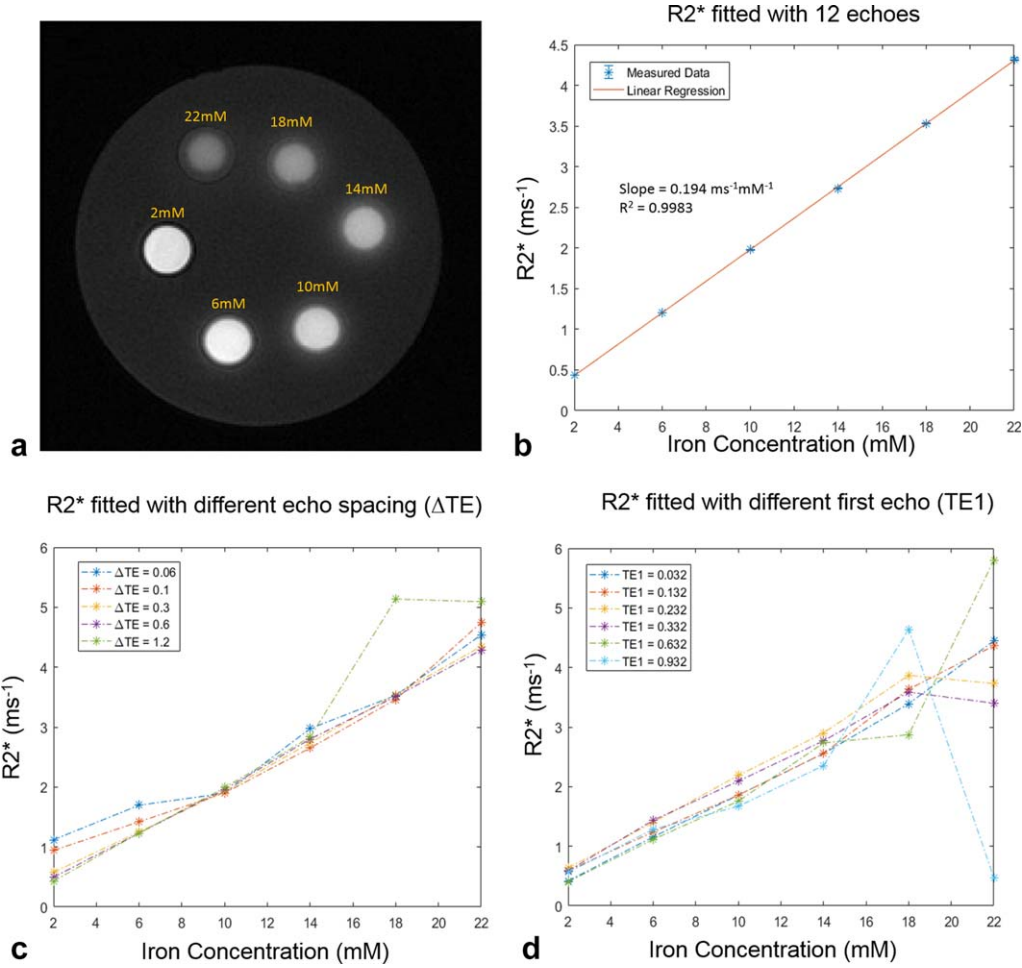 22mM
18mM
14mM
2mM
10mM
6mM
a
R2* fitted with 12 echoes
Measured Data
Linear Regression
Slope = 0.194 ms⁻¹mM⁻¹
R² = 0.9983
R2* (ms⁻¹)
4.5
4
3.5
3
2.5
2
1.5
1
0.5
0
2 4 6 8 10 12 14 16 18 20 22
Iron Concentration (mM)
b
R2* fitted with different echo spacing (ΔTE)
ΔTE = 0.06
ΔTE = 0.1
ΔTE = 0.3
ΔTE = 0.6
ΔTE = 1.2
R2* (ms⁻¹)
6
5
4
3
2
1
0
2 4 6 8 10 12 14 16 18 20 22
Iron Concentration (mM)
c
R2* fitted with different first echo (TE1)
TE1 = 0.032
TE1 = 0.132
TE1 = 0.232
TE1 = 0.332
TE1 = 0.632
TE1 = 0.932
R2* (ms⁻¹)
6
5
4
3
2
1
0
2 4 6 8 10 12 14 16 18 20 22
Iron Concentration (mM)
d